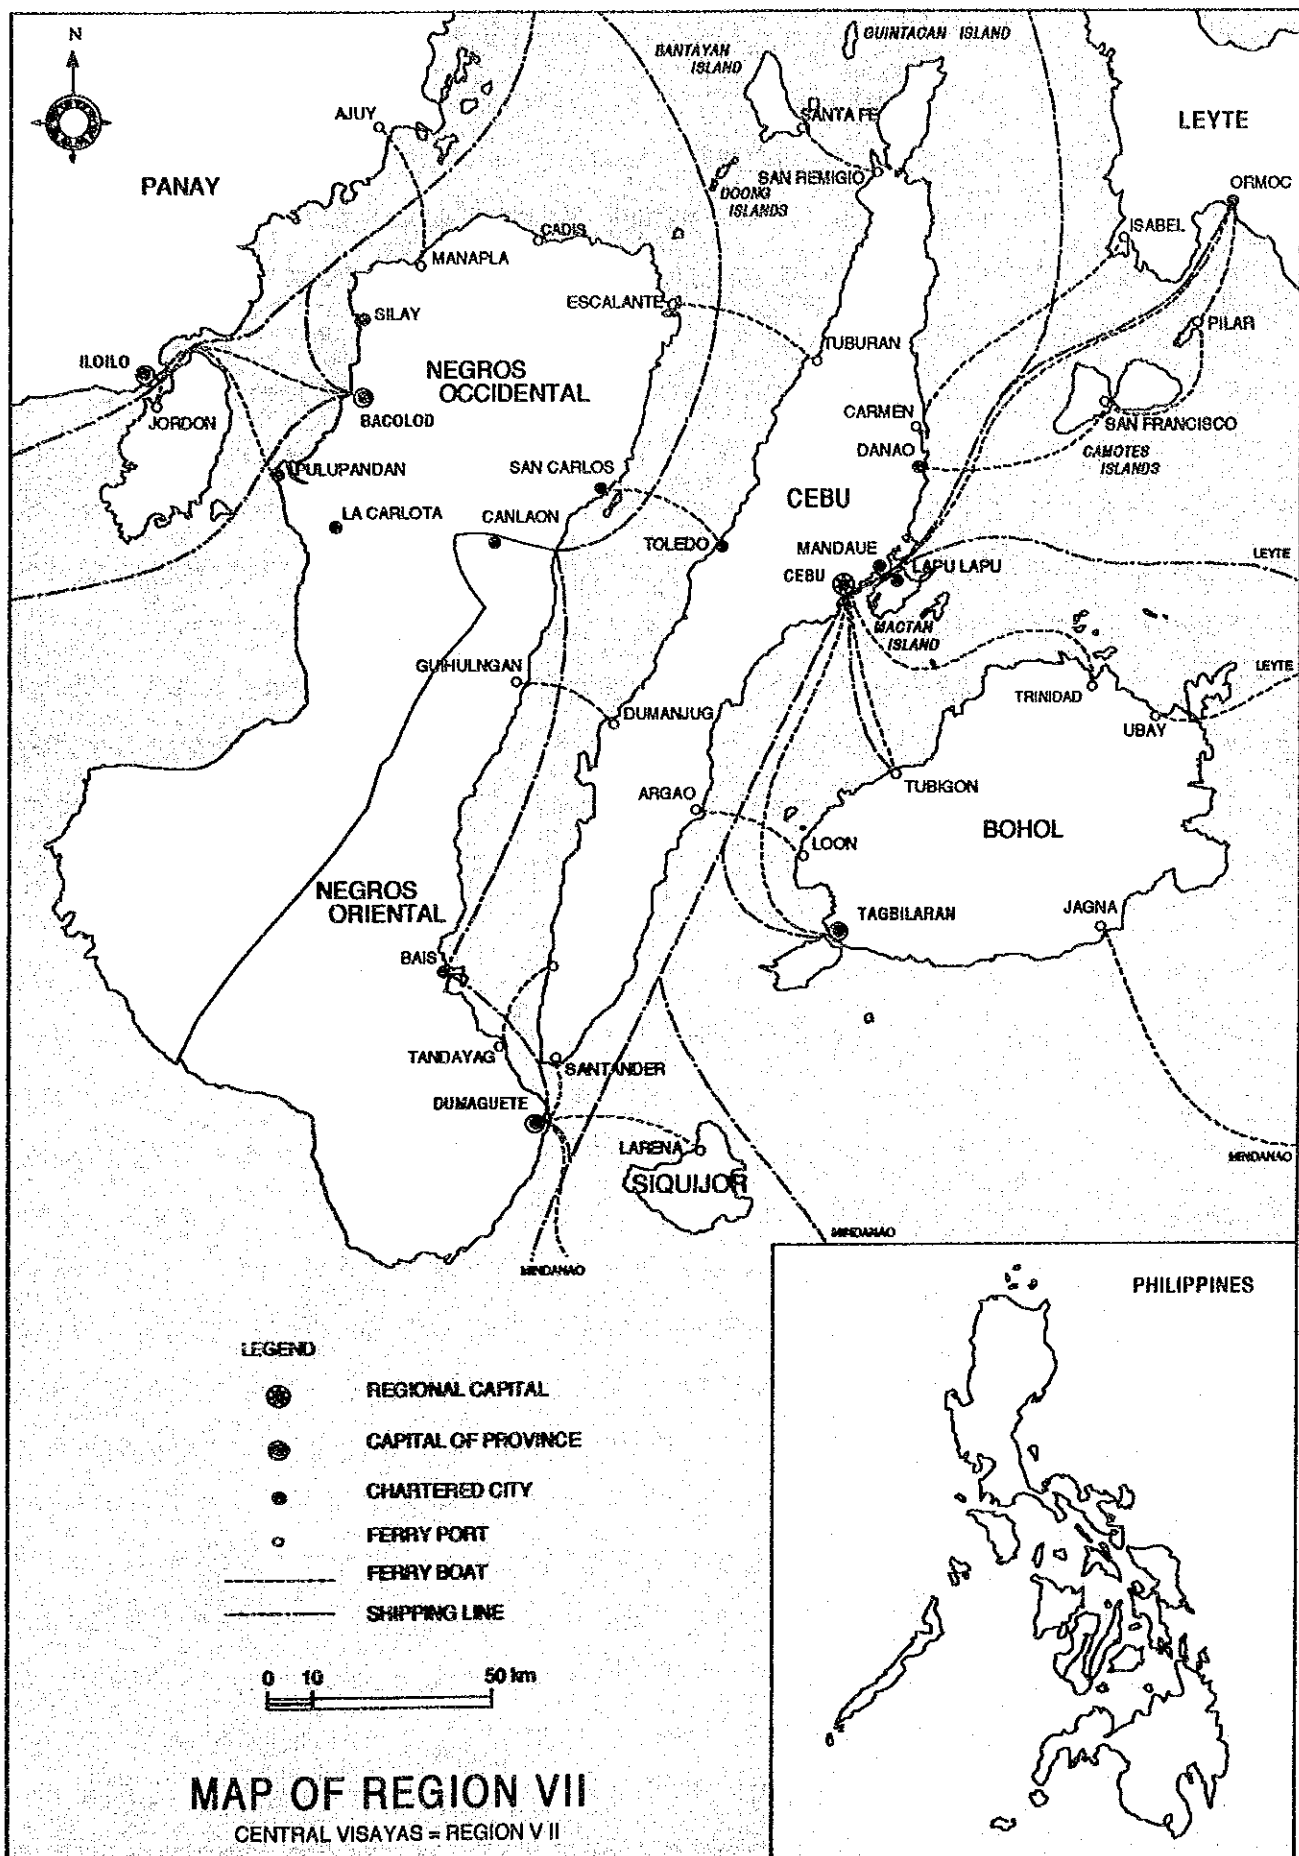 N
BANTAYAN
ISLAND
GUINTACAN ISLAND
AJUY
SANTA FE
LEYTE
PANAY
SAN REMIGIO
DOONG
ISLANDS
ORMOC
CADIS
ISABEL
MANAPLA
ESCALANTE
SILAY
PILAR
TUBURAN
ILOILO
NEGROS
OCCIDENTAL
JORDON
BACOLOD
CARMEN
SAN FRANCISCO
DANAO
CAMOTES
ISLANDS
PULUPANDAN
SAN CARLOS
CEBU
LA CARLOTA
CANLAON
TOLEDO
MANDAUE
LEYTE
CEBU
LAPU LAPU
MACTAN
ISLAND
GUIHULNGAN
LEYTE
TRINIDAD
DUMANJUG
UBAY
TUBIGON
ARGAO
BOHOL
LOON
NEGROS
ORIENTAL
TAGBILARAN
JAGNA
BAIS
TANDAYAG
SANTANDER
DUMAGUETE
LARENA
MINDANAO
SIQUIJOR
MINDANAO
MINDANAO
PHILIPPINES
LEGEND
REGIONAL CAPITAL
CAPITAL OF PROVINCE
CHARTERED CITY
FERRY PORT
FERRY BOAT
SHIPPING LINE
0 10 50 km
MAP OF REGION VII
CENTRAL VISAYAS = REGION V II